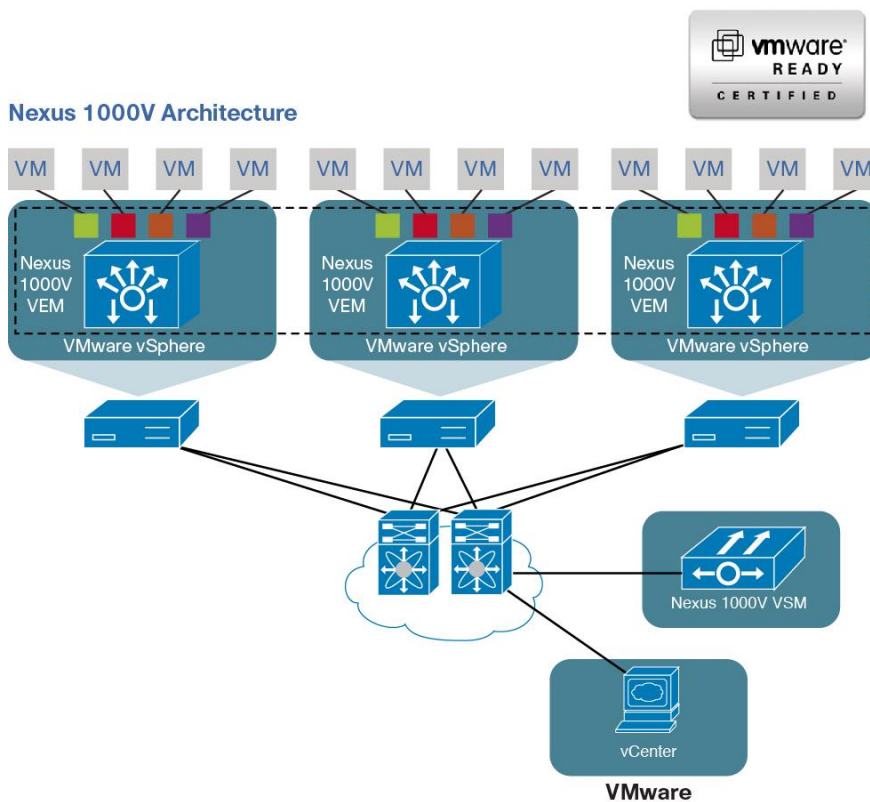 vmware®
READY
CERTIFIED
Nexus 1000V Architecture
VM VM VM VM VM VM VM VM VM VM VM VM
Nexus
1000V
VEM
VMware vSphere
Nexus
1000V
VEM
VMware vSphere
Nexus
1000V
VEM
VMware vSphere
Nexus 1000V VSM
vCenter
VMware